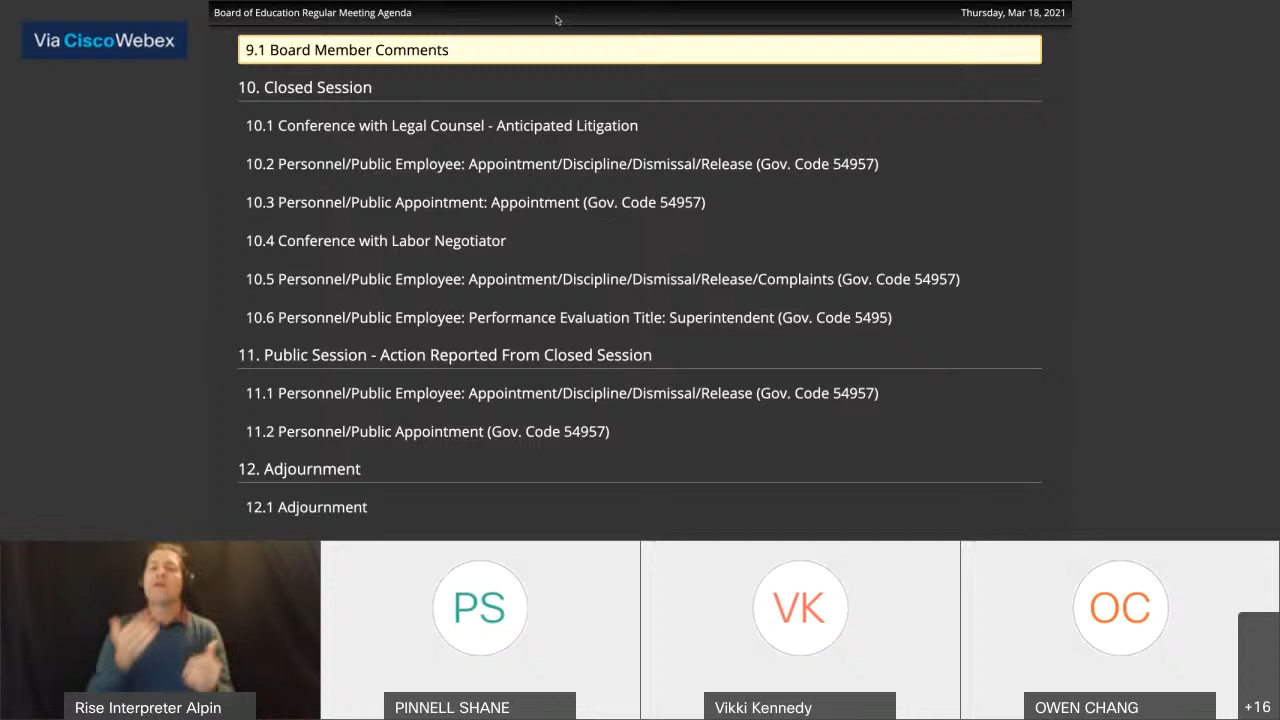 Board of Education Regular Meeting Agenda
Thursday, Mar 18, 2021
Via CiscoWebex
9.1 Board Member Comments
10. Closed Session
10.1 Conference with Legal Counsel - Anticipated Litigation
10.2 Personnel/Public Employee: Appointment/Discipline/Dismissal/Release (Gov. Code 54957)
10.3 Personnel/Public Appointment: Appointment (Gov. Code 54957)
10.4 Conference with Labor Negotiator
10.5 Personnel/Public Employee: Appointment/Discipline/Dismissal/Release/Complaints (Gov. Code 54957)
10.6 Personnel/Public Employee: Performance Evaluation Title: Superintendent (Gov. Code 5495)
11. Public Session - Action Reported From Closed Session
11.1 Personnel/Public Employee: Appointment/Discipline/Dismissal/Release (Gov. Code 54957)
11.2 Personnel/Public Appointment (Gov. Code 54957)
12. Adjournment
12.1 Adjournment
PS
VK
OC
Rise Interpreter Alpin
PINNELL SHANE
Vikki Kennedy
OWEN CHANG
+16